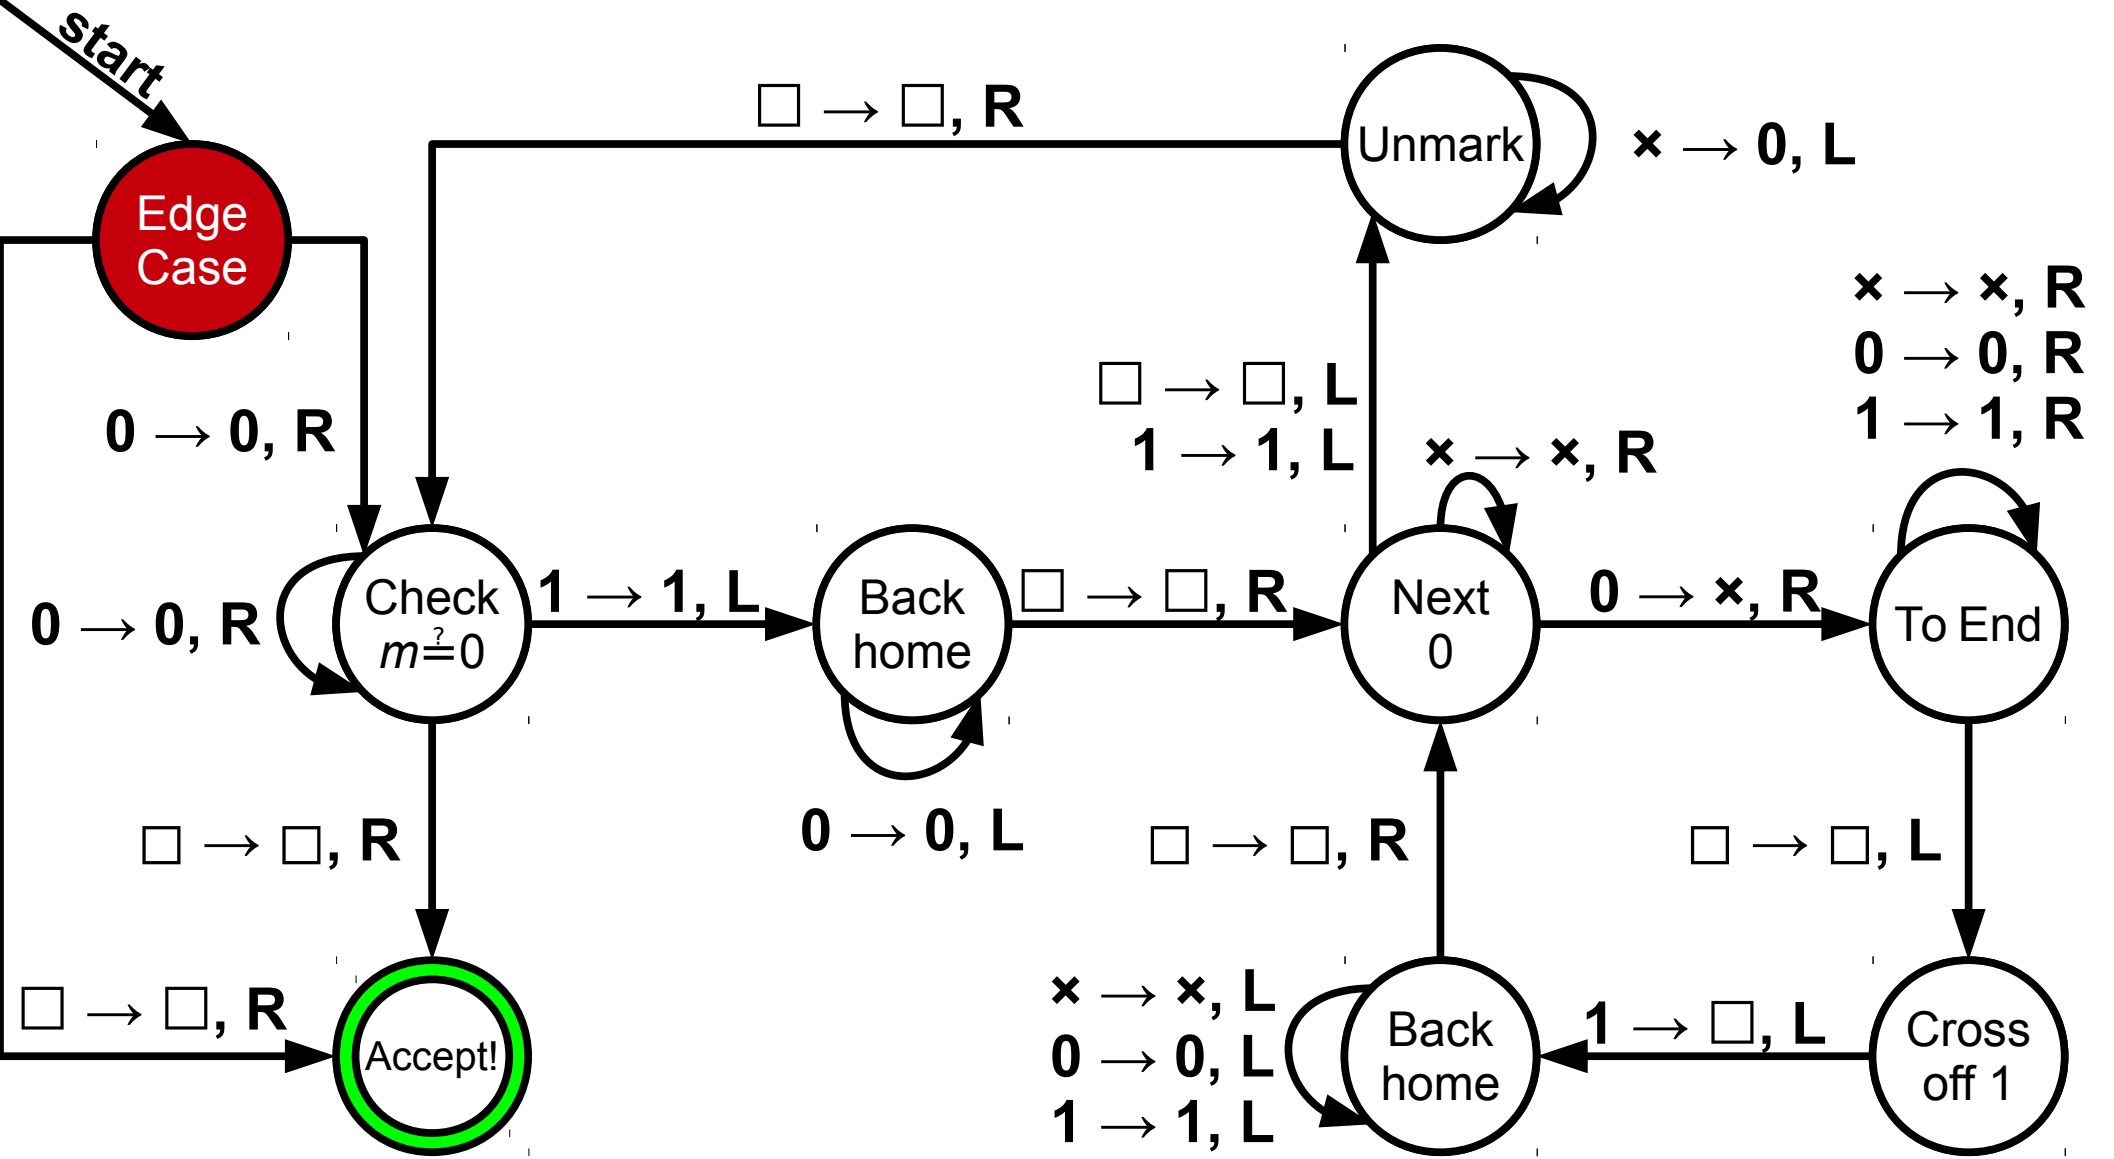 start
□ → □, R
Unmark
× → 0, L
Edge
Case
× → ×, R
0 → 0, R
1 → 1, R
□ → □, L
1 → 1, L
0 → 0, R
× → ×, R
0 → 0, R
Check
m≟0
1 → 1, L
Back
home
□ → □, R
Next
0
0 → ×, R
To End
0 → 0, L
□ → □, R
□ → □, R
□ → □, L
□ → □, R
Accept!
× → ×, L
0 → 0, L
1 → 1, L
Back
home
1 → □, L
Cross
off 1